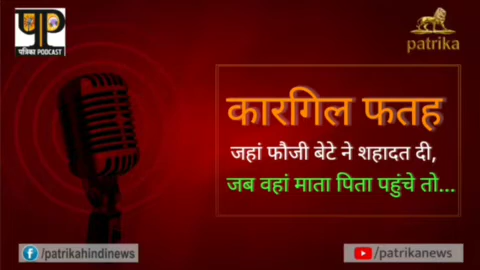 पत्रिका PODCAST
patrika
कारगिल फतह
जहां फौजी बेटे ने शहादत दी,
जब वहां माता पिता पहुंचे तो...
/patrikahindinews
/patrikanews